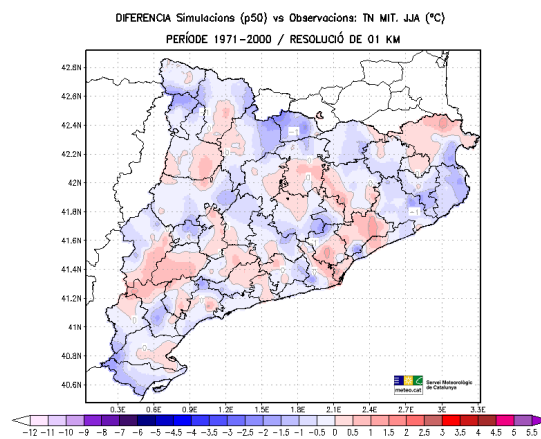 DIFERENCIA Simulacions (p50) vs Observacions: TN MIT. JJA (ºC)
PERÍODE 1971-2000 / RESOLUCIÓ DE 01 KM
42.8N
42.6N
42.4N
42.2N
42N
41.8N
41.6N
41.4N
41.2N
41N
40.8N
40.6N
-1
-1
meteo.cat
Servei Meteorològic
de Catalunya
0.3E 0.6E 0.9E 1.2E 1.5E 1.8E 2.1E 2.4E 2.7E 3E 3.3E
-12 -11 -10 -9 -8 -7 -6 -5 -4.5 -4 -3.5 -3 -2.5 -2 -1.5 -1 -0.5 0 0.5 1 1.5 2 2.5 3 3.5 4 4.5 5 5.5